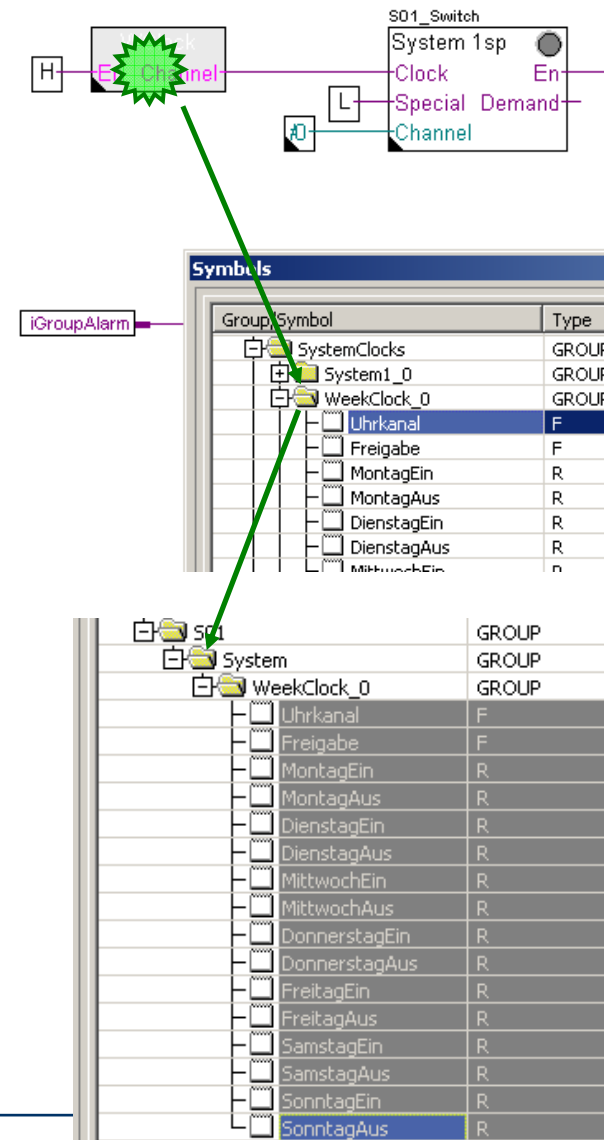 S01_Switch
System 1sp
H
En Channel
Clock En
L
Special Demand
#0
Channel
Symbols
iGroupAlarm
Group/Symbol Type
SystemClocks GROUP
System1_0 GROUP
WeekClock_0 GROUP
Uhrkanal F
Freigabe F
MontagEin R
MontagAus R
DienstagEin R
DienstagAus R
MittwochEin R
S01 GROUP
System GROUP
WeekClock_0 GROUP
Uhrkanal F
Freigabe F
MontagEin R
MontagAus R
DienstagEin R
DienstagAus R
MittwochEin R
MittwochAus R
DonnerstagEin R
DonnerstagAus R
FreitagEin R
FreitagAus R
SamstagEin R
SamstagAus R
SonntagEin R
SonntagAus R